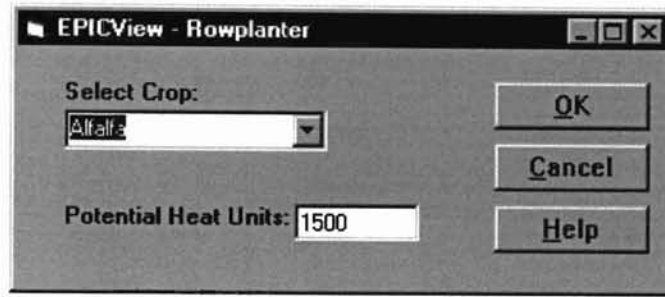 EPICView - Rowplanter
Select Crop:
Alfalfa
Potential Heat Units: 1500
OK
Cancel
Help